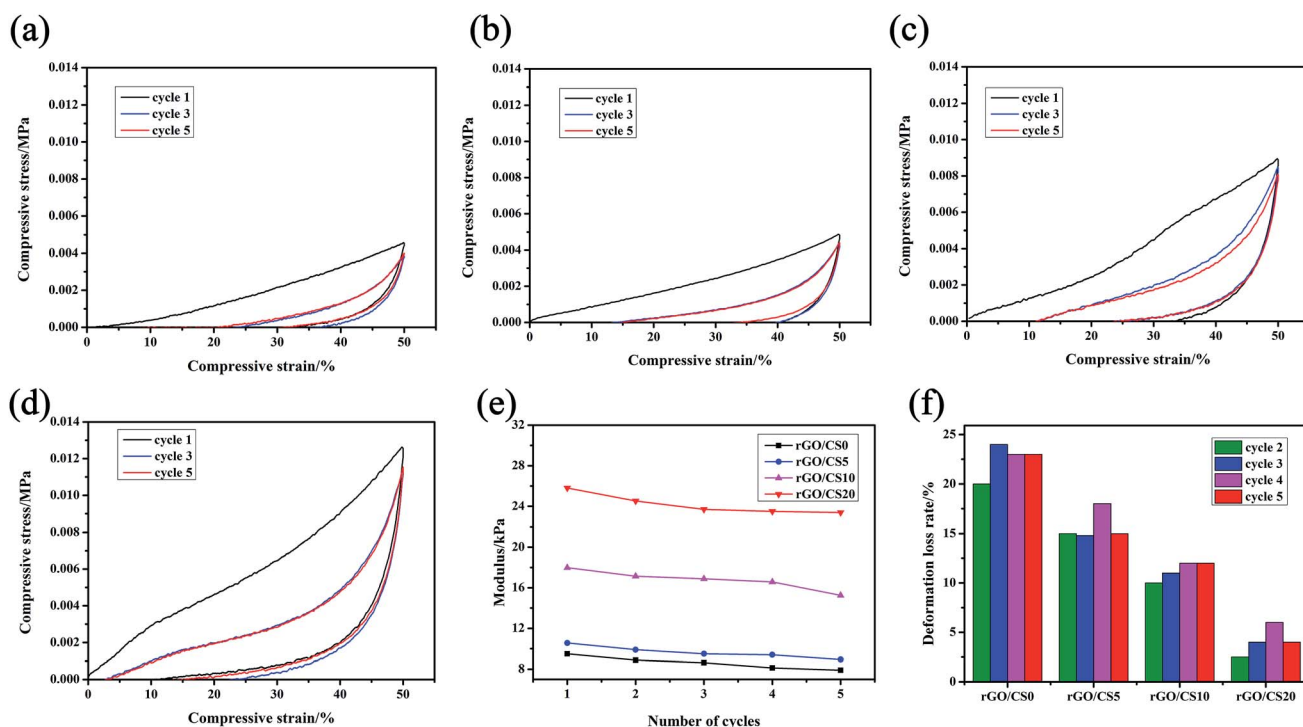 (a)
0.014
0.012
0.010
0.008
0.006
0.004
0.002
0.000
Compressive stress/MPa
cycle 1
cycle 3
cycle 5
0 10 20 30 40 50
Compressive strain/%
(b)
0.014
0.012
0.010
0.008
0.006
0.004
0.002
0.000
Compressive stress/MPa
cycle 1
cycle 3
cycle 5
0 10 20 30 40 50
Compressive strain/%
(c)
0.014
0.012
0.010
0.008
0.006
0.004
0.002
0.000
Compressive stress/MPa
cycle 1
cycle 3
cycle 5
0 10 20 30 40 50
Compressive strain/%
(d)
0.014
0.012
0.010
0.008
0.006
0.004
0.002
0.000
Compressive stress/MPa
cycle 1
cycle 3
cycle 5
0 10 20 30 40 50
Compressive strain/%
(e)
32
28
24
20
16
12
8
Modulus/kPa
rGO/CS0
rGO/CS5
rGO/CS10
rGO/CS20
1 2 3 4 5
Number of cycles
(f)
25
20
15
10
5
0
Deformation loss rate/%
cycle 2
cycle 3
cycle 4
cycle 5
rGO/CS0 rGO/CS5 rGO/CS10 rGO/CS20